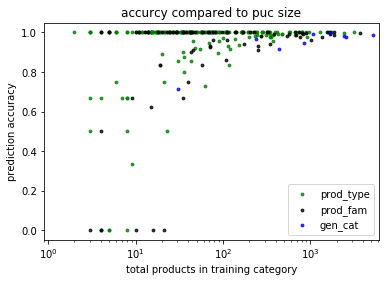 accurcy compared to puc size
prediction accuracy
1.0
0.8
0.6
0.4
0.2
0.0
prod_type
prod_fam
gen_cat
10⁰
10¹
10²
10³
total products in training category